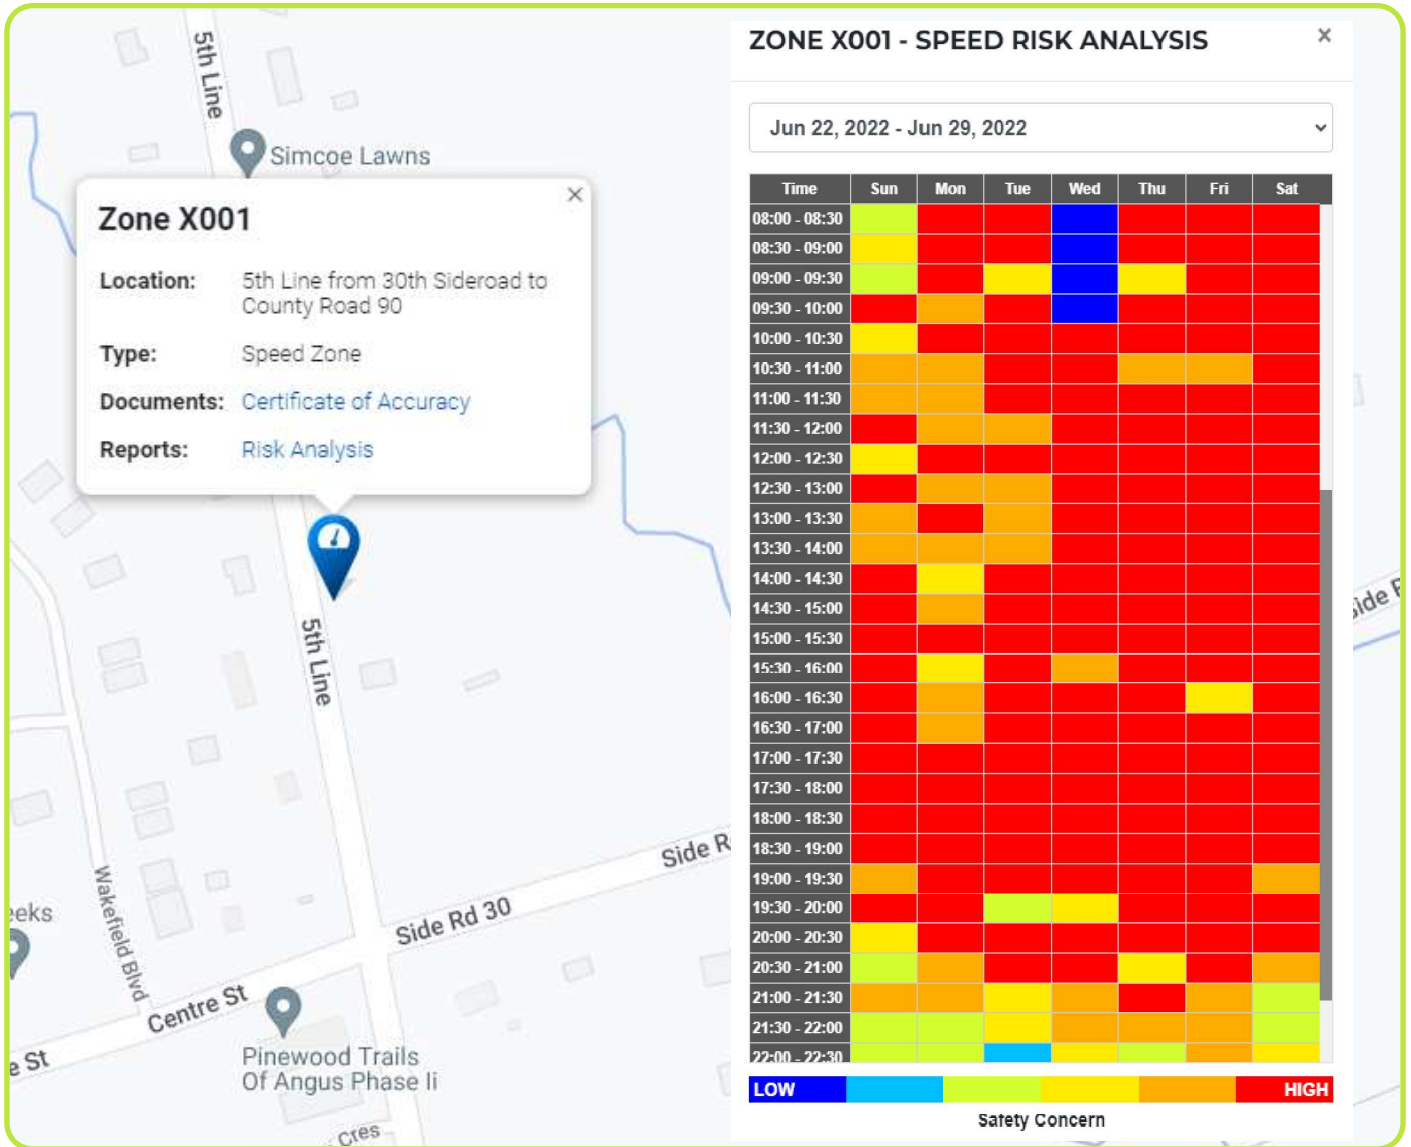 5th Line
Simcoe Lawns
Zone X001
×
Location: 5th Line from 30th Sideroad to
County Road 90
Type: Speed Zone
Documents: Certificate of Accuracy
Reports: Risk Analysis
5th Line
Side R
Side Rd 30
Wakefield Blvd
eeks
Centre St
e St
Pinewood Trails
Of Angus Phase Ii
Cres
ide R
ZONE X001 - SPEED RISK ANALYSIS
×
Jun 22, 2022 - Jun 29, 2022
Time Sun Mon Tue Wed Thu Fri Sat
08:00 - 08:30
08:30 - 09:00
09:00 - 09:30
09:30 - 10:00
10:00 - 10:30
10:30 - 11:00
11:00 - 11:30
11:30 - 12:00
12:00 - 12:30
12:30 - 13:00
13:00 - 13:30
13:30 - 14:00
14:00 - 14:30
14:30 - 15:00
15:00 - 15:30
15:30 - 16:00
16:00 - 16:30
16:30 - 17:00
17:00 - 17:30
17:30 - 18:00
18:00 - 18:30
18:30 - 19:00
19:00 - 19:30
19:30 - 20:00
20:00 - 20:30
20:30 - 21:00
21:00 - 21:30
21:30 - 22:00
22:00 - 22:30
LOW HIGH
Safety Concern